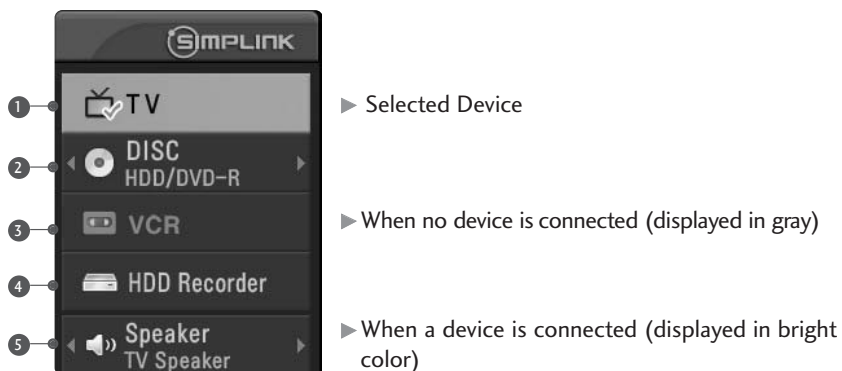 SIMPLINK
1 TV ▶ Selected Device
2 DISC
HDD/DVD-R
3 VCR ▶ When no device is connected (displayed in gray)
4 HDD Recorder
5 Speaker
TV Speaker
▶ When a device is connected (displayed in bright
color)